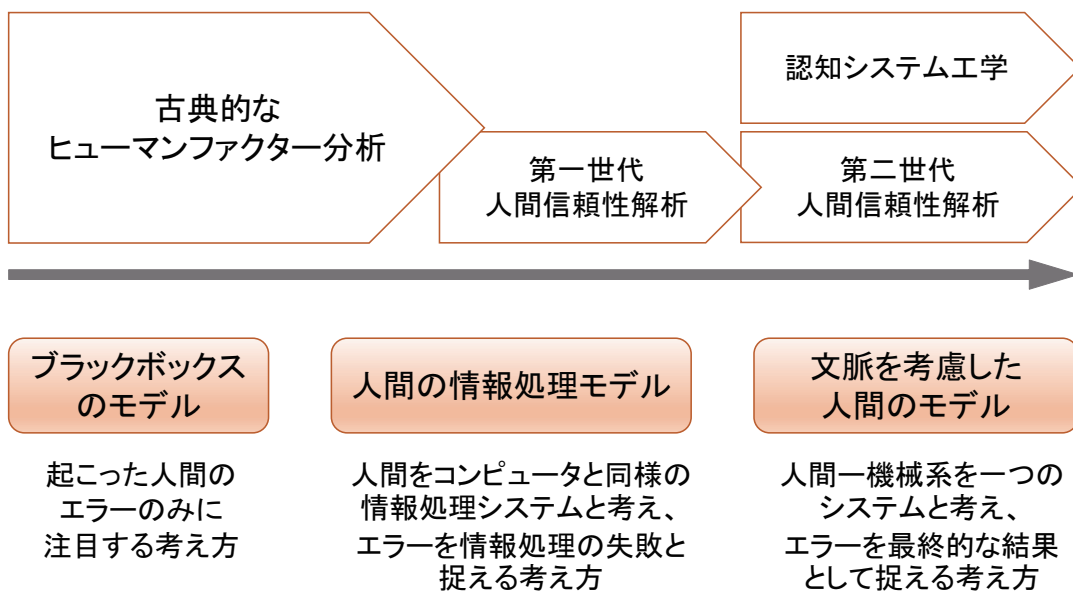 古典的な
ヒューマンファクター分析
認知システム工学
第一世代
人間信頼性解析
第二世代
人間信頼性解析
ブラックボックス
のモデル
人間の情報処理モデル
文脈を考慮した
人間のモデル
起こった人間の
エラーのみに
注目する考え方
人間をコンピュータと同様の
情報処理システムと考え、
エラーを情報処理の失敗と
捉える考え方
人間ー機械系を一つの
システムと考え、
エラーを最終的な結果
として捉える考え方